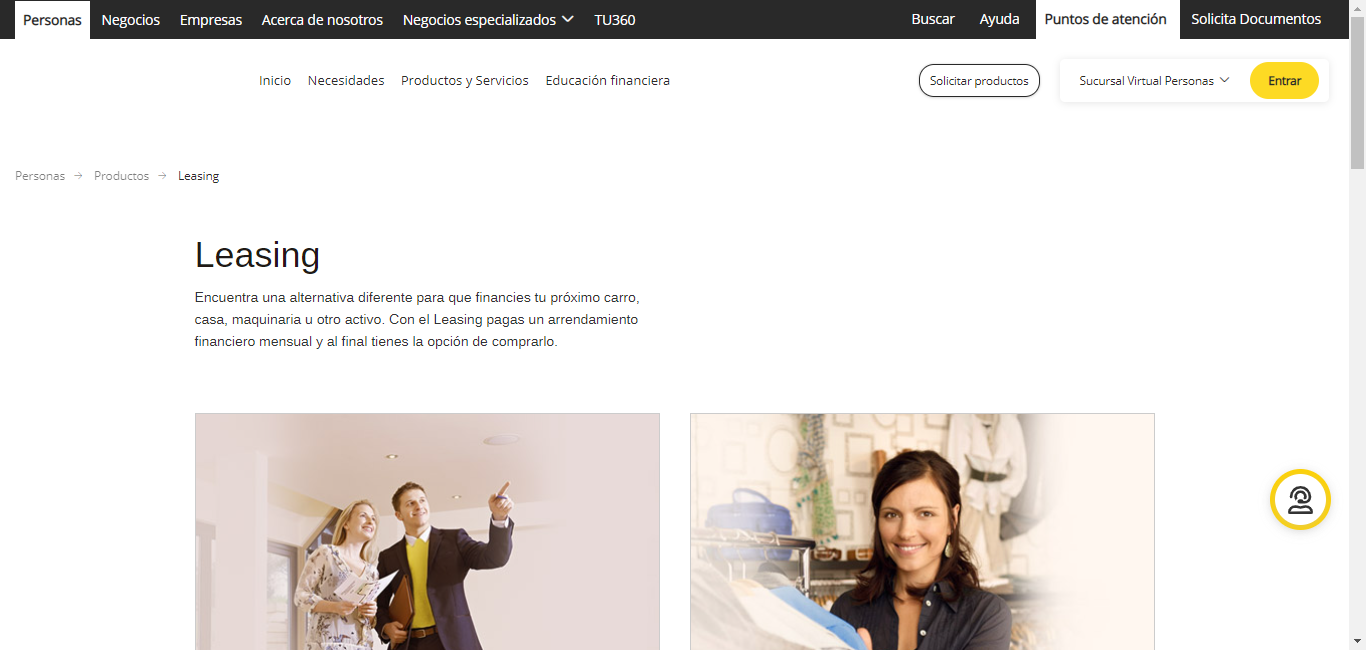 Personas Negocios Empresas Acerca de nosotros Negocios especializados TU360 Buscar Ayuda Puntos de atención Solicita Documentos
Inicio Necesidades Productos y Servicios Educación financiera Solicitar productos Sucursal Virtual Personas Entrar
Personas Productos Leasing
Leasing
Encuentra una alternativa diferente para que financies tu próximo carro,
casa, maquinaria u otro activo. Con el Leasing pagas un arrendamiento
financiero mensual y al final tienes la opción de comprarlo.